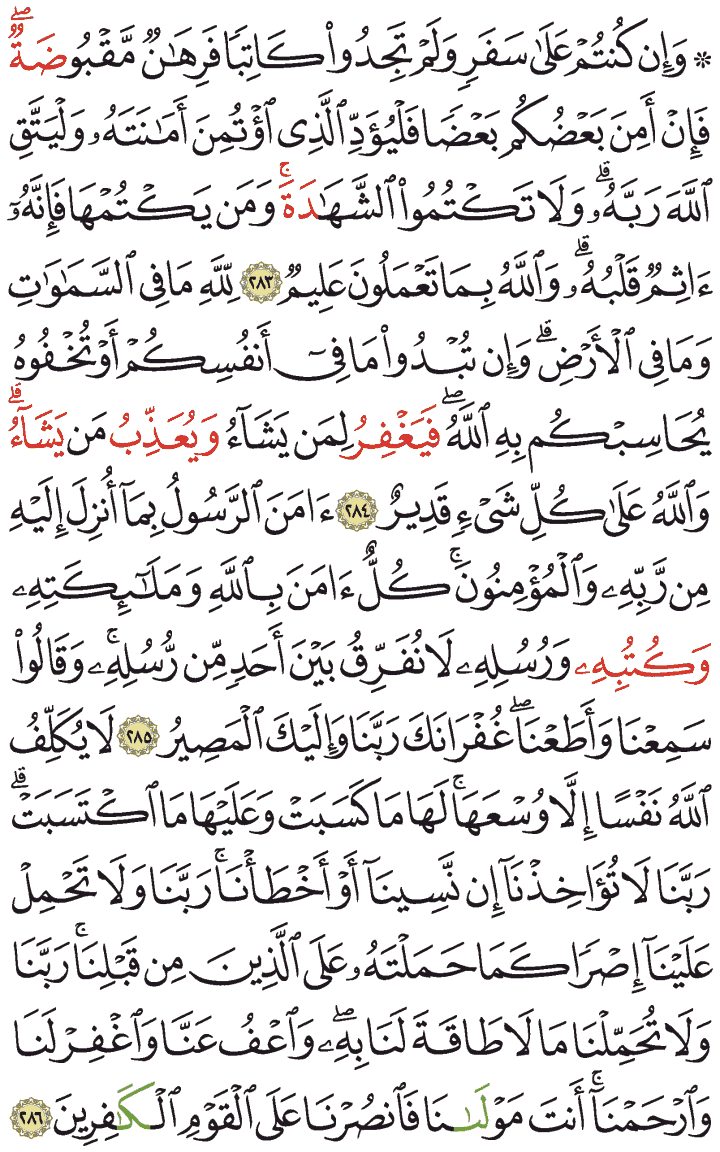 ۞ وَإِن كُنتُمْ عَلَىٰ سَفَرٍ وَلَمْ تَجِدُوا۟ كَاتِبًا فَرِهَـٰنٌ مَّقْبُوضَةٌ ۖ
فَإِنْ أَمِنَ بَعْضُكُم بَعْضًا فَلْيُؤَدِّ ٱلَّذِى ٱؤْتُمِنَ أَمَـٰنَتَهُۥ وَلْيَتَّقِ
ٱللَّهَ رَبَّهُۥ ۗ وَلَا تَكْتُمُوا۟ ٱلشَّهَـٰدَةَ ۚ وَمَن يَكْتُمْهَا فَإِنَّهُۥٓ
ءَاثِمٌ قَلْبُهُۥ ۗ وَٱللَّهُ بِمَا تَعْمَلُونَ عَلِيمٌ ٢٨٣ لِّلَّهِ مَا فِى ٱلسَّمَـٰوَٰتِ
وَمَا فِى ٱلْأَرْضِ ۗ وَإِن تُبْدُوا۟ مَا فِىٓ أَنفُسِكُمْ أَوْ تُخْفُوهُ
يُحَاسِبْكُم بِهِ ٱللَّهُ ۖ فَيَغْفِرُ لِمَن يَشَآءُ وَيُعَذِّبُ مَن يَشَآءُ ۗ
وَٱللَّهُ عَلَىٰ كُلِّ شَىْءٍ قَدِيرٌ ٢٨٤ ءَامَنَ ٱلرَّسُولُ بِمَآ أُنزِلَ إِلَيْهِ
مِن رَّبِّهِۦ وَٱلْمُؤْمِنُونَ ۚ كُلٌّ ءَامَنَ بِٱللَّهِ وَمَلَـٰٓئِكَتِهِۦ
وَكُتُبِهِۦ وَرُسُلِهِۦ لَا نُفَرِّقُ بَيْنَ أَحَدٍ مِّن رُّسُلِهِۦ ۚ وَقَالُوا۟
سَمِعْنَا وَأَطَعْنَا ۖ غُفْرَانَكَ رَبَّنَا وَإِلَيْكَ ٱلْمَصِيرُ ٢٨٥ لَا يُكَلِّفُ
ٱللَّهُ نَفْسًا إِلَّا وُسْعَهَا ۚ لَهَا مَا كَسَبَتْ وَعَلَيْهَا مَا ٱكْتَسَبَتْ ۗ
رَبَّنَا لَا تُؤَاخِذْنَآ إِن نَّسِينَآ أَوْ أَخْطَأْنَا ۚ رَبَّنَا وَلَا تَحْمِلْ
عَلَيْنَآ إِصْرًا كَمَا حَمَلْتَهُۥ عَلَى ٱلَّذِينَ مِن قَبْلِنَا ۚ رَبَّنَا
وَلَا تُحَمِّلْنَا مَا لَا طَاقَةَ لَنَا بِهِۦ ۖ وَٱعْفُ عَنَّا وَٱغْفِرْ لَنَا
وَٱرْحَمْنَآ ۚ أَنتَ مَوْلَىٰنَا فَٱنصُرْنَا عَلَى ٱلْقَوْمِ ٱلْكَـٰفِرِينَ ٢٨٦